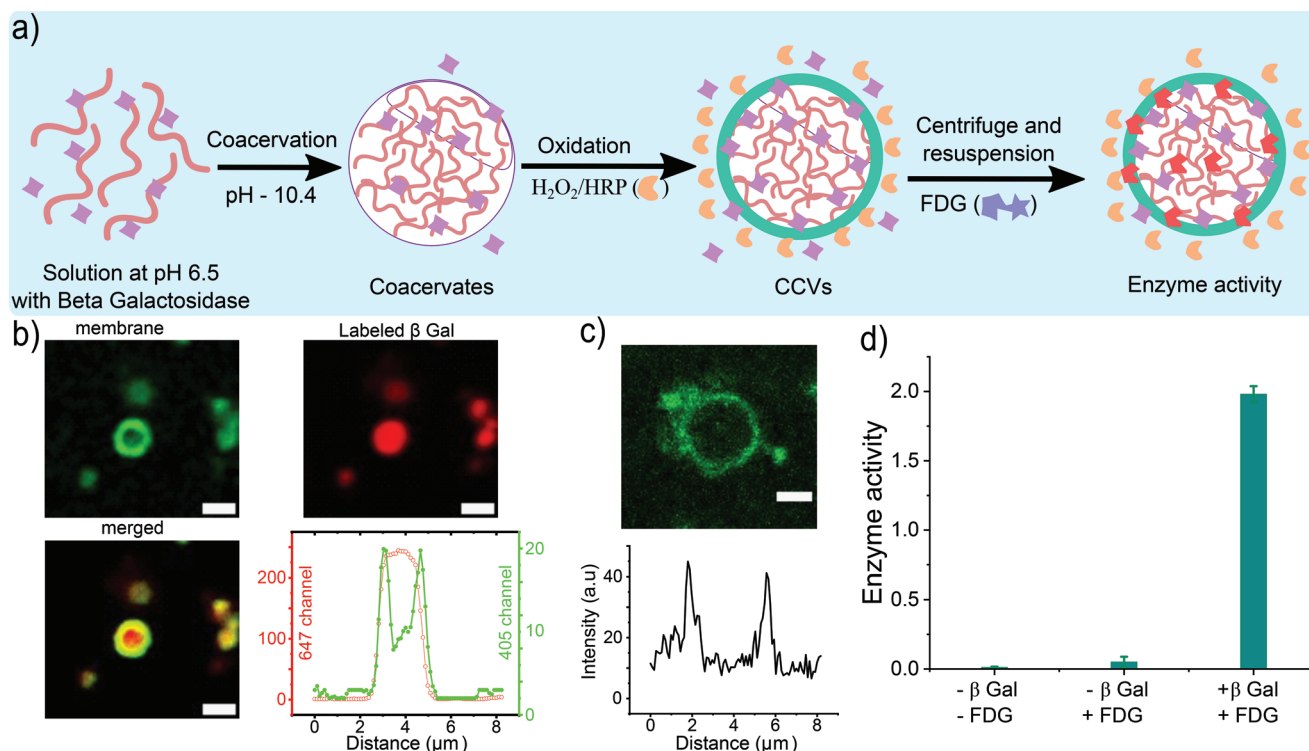 a)
Coacervation
pH - 10.4
Oxidation
H₂O₂/HRP ( )
Centrifuge and
resuspension
FDG ( )
Solution at pH 6.5
with Beta Galactosidase
Coacervates
CCVs
Enzyme activity
b)
membrane
Labeled β Gal
merged
647 channel
200
100
0
405 channel
20
10
0
0 2 4 6 8
Distance (µm)
c)
Intensity (a.u)
40
20
0
0 2 4 6 8
Distance (µm)
d)
Enzyme activity
2.0
1.5
1.0
0.5
0.0
- β Gal
- FDG
- β Gal
+ FDG
+β Gal
+ FDG